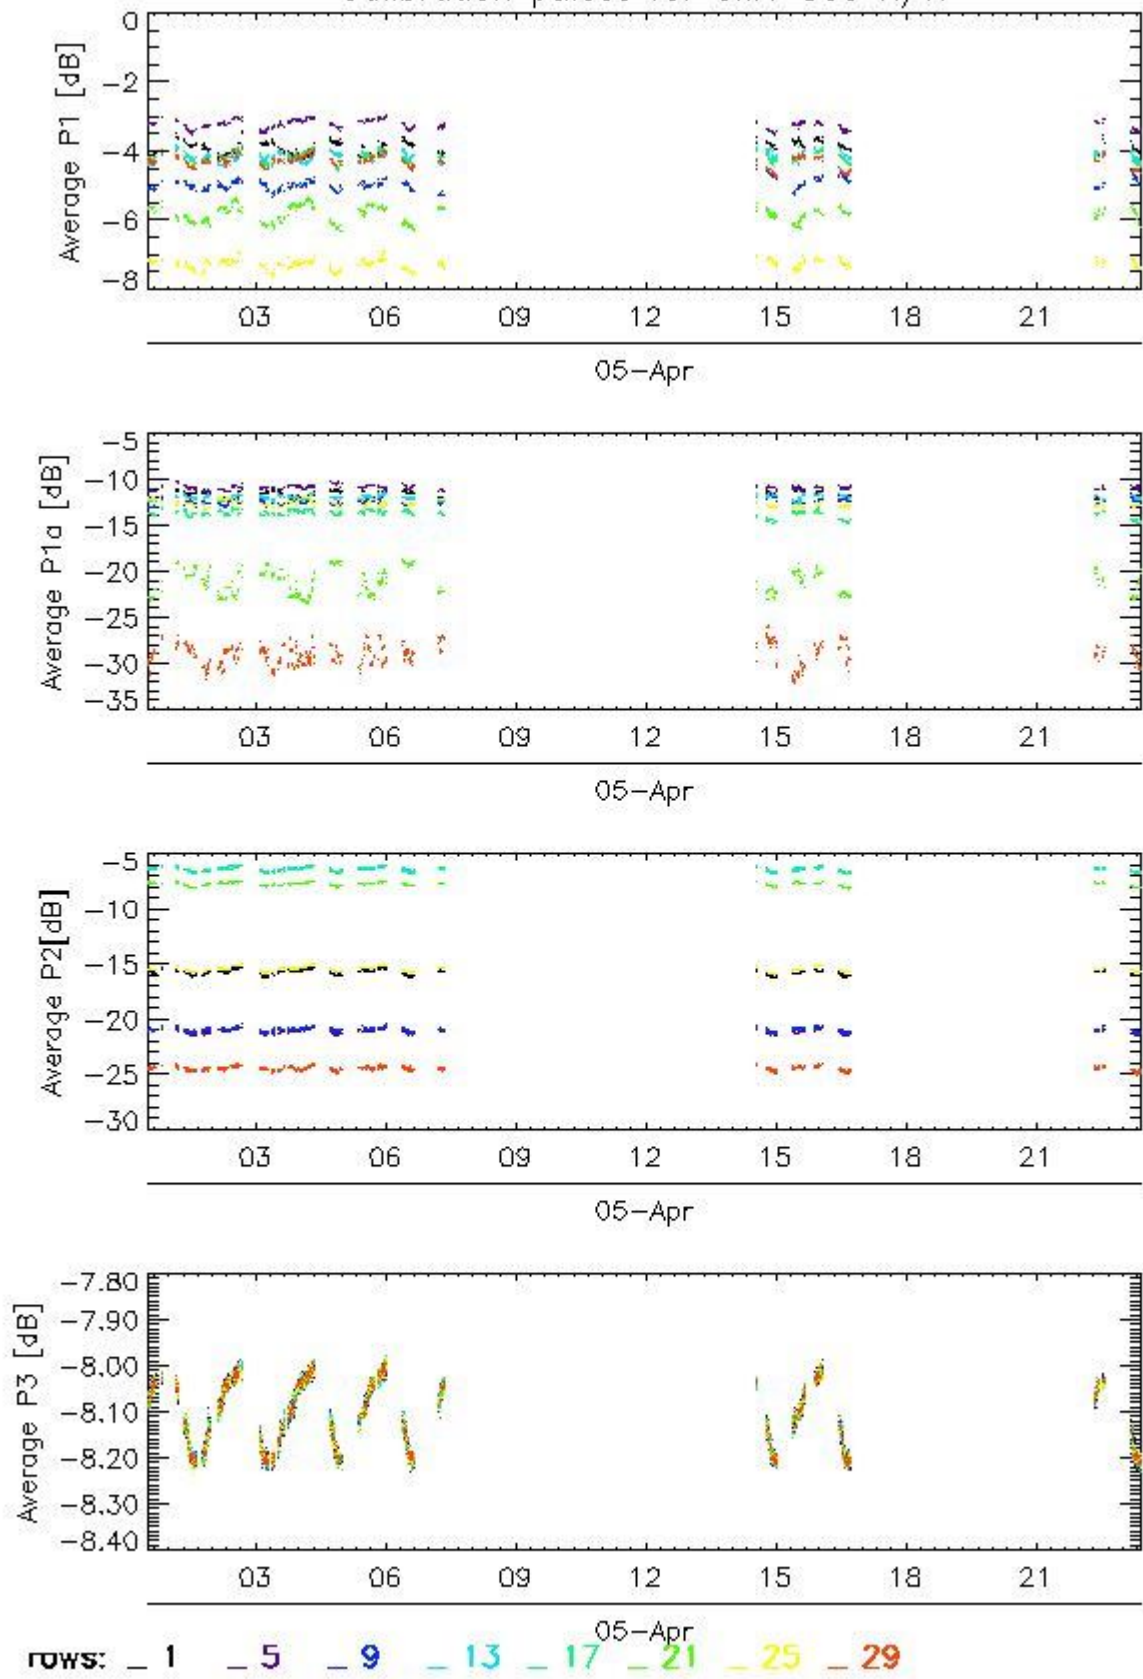 0
-2
-4
-6
-8
Average P1 [dB]
03 06 09 12 15 18 21
05-Apr
-5
-10
-15
-20
-25
-30
-35
Average P1a [dB]
03 06 09 12 15 18 21
05-Apr
-5
-10
-15
-20
-25
-30
Average P2[dB]
03 06 09 12 15 18 21
05-Apr
-7.80
-7.90
-8.00
-8.10
-8.20
-8.30
-8.40
Average P3 [dB]
03 06 09 12 15 18 21
05-Apr
rows: _ 1 _ 5 _ 9 _ 13 _ 17 _ 21 _ 25 _ 29